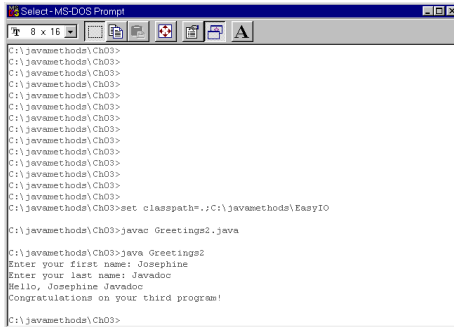 Select - MS-DOS Prompt
8 x 16 A
C:\javamethods\Ch03>
C:\javamethods\Ch03>
C:\javamethods\Ch03>
C:\javamethods\Ch03>
C:\javamethods\Ch03>
C:\javamethods\Ch03>
C:\javamethods\Ch03>
C:\javamethods\Ch03>
C:\javamethods\Ch03>
C:\javamethods\Ch03>
C:\javamethods\Ch03>
C:\javamethods\Ch03>
C:\javamethods\Ch03>
C:\javamethods\Ch03>set classpath=.;C:\javamethods\EasyIO
C:\javamethods\Ch03>javac Greetings2.java
C:\javamethods\Ch03>java Greetings2
Enter your first name: Josephine
Enter your last name: Javadoc
Hello, Josephine Javadoc
Congratulations on your third program!
C:\javamethods\Ch03>